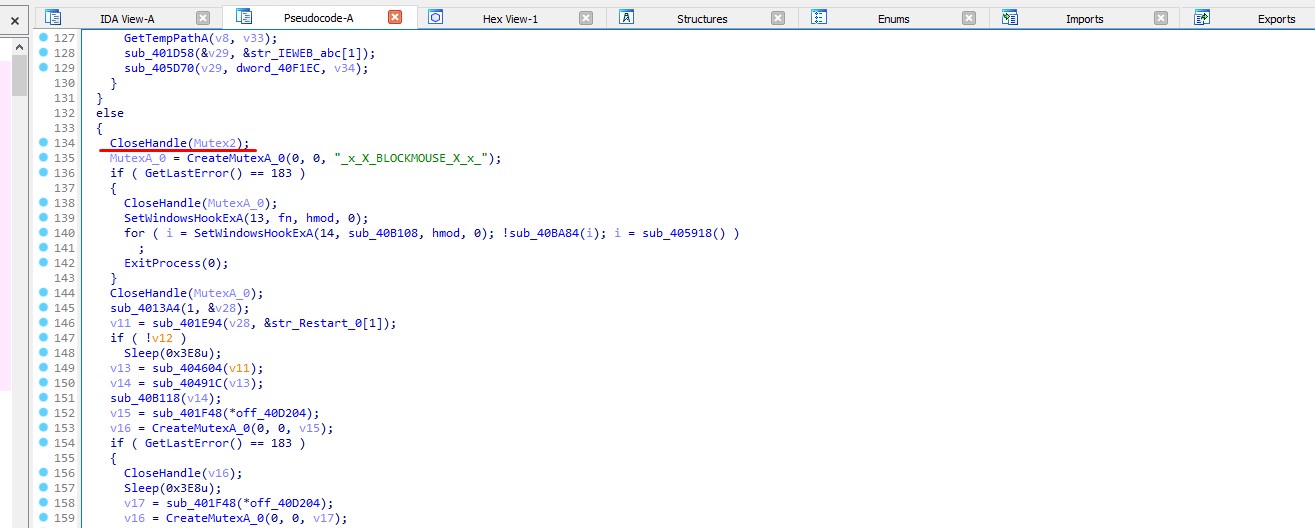 IDA View-A Pseudocode-A Hex View-1 Structures Enums Imports Exports
127 GetTempPathA(v8, v33);
128 sub_401D58(&v29, &str_IEWEB_abc[1]);
129 sub_405D70(v29, dword_40F1EC, v34);
130 }
131 }
132 else
133 {
134 CloseHandle(Mutex2);
135 MutexA_0 = CreateMutexA_0(0, 0, "_x_X_BLOCKMOUSE_X_x_");
136 if ( GetLastError() == 183 )
137 {
138 CloseHandle(MutexA_0);
139 SetWindowsHookExA(13, fn, hmod, 0);
140 for ( i = SetWindowsHookExA(14, sub_40B108, hmod, 0); !sub_40BA84(i); i = sub_405918() )
141 ;
142 ExitProcess(0);
143 }
144 CloseHandle(MutexA_0);
145 sub_4013A4(1, &v28);
146 v11 = sub_401E94(v28, &str_Restart_0[1]);
147 if ( !v12 )
148 Sleep(0x3E8u);
149 v13 = sub_404604(v11);
150 v14 = sub_40491C(v13);
151 sub_40B118(v14);
152 v15 = sub_401F48(*off_40D204);
153 v16 = CreateMutexA_0(0, 0, v15);
154 if ( GetLastError() == 183 )
155 {
156 CloseHandle(v16);
157 Sleep(0x3E8u);
158 v17 = sub_401F48(*off_40D204);
159 v16 = CreateMutexA_0(0, 0, v17);